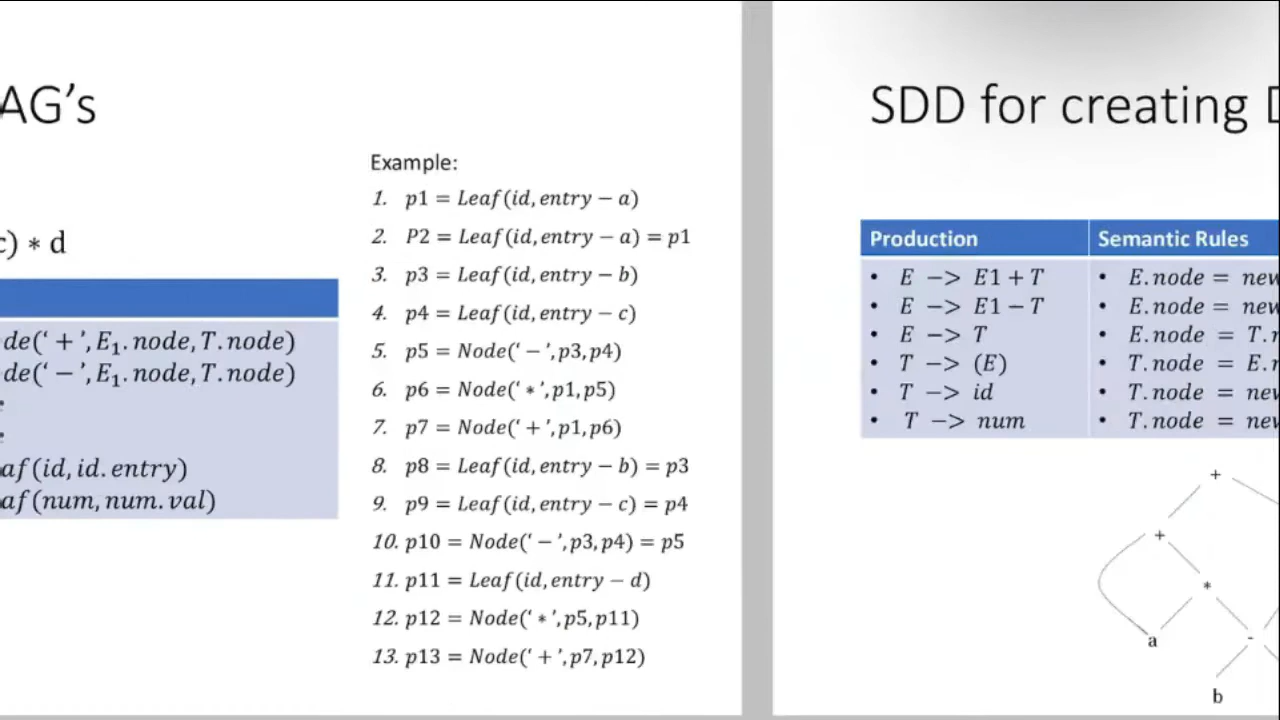 AG's
c) ∗ d
de('+', E₁.node, T.node)
de('−', E₁.node, T.node)
af(id, id.entry)
af(num, num.val)
Example:
1. p1 = Leaf(id, entry − a)
2. P2 = Leaf(id, entry − a) = p1
3. p3 = Leaf(id, entry − b)
4. p4 = Leaf(id, entry − c)
5. p5 = Node('−', p3, p4)
6. p6 = Node('∗', p1, p5)
7. p7 = Node('+', p1, p6)
8. p8 = Leaf(id, entry − b) = p3
9. p9 = Leaf(id, entry − c) = p4
10. p10 = Node('−', p3, p4) = p5
11. p11 = Leaf(id, entry − d)
12. p12 = Node('∗', p5, p11)
13. p13 = Node('+', p7, p12)
SDD for creating
Production Semantic Rules
• E −> E1 + T • E.node = new
• E −> E1 − T • E.node = new
• E −> T • E.node = T.
• T −> (E) • T.node = E.
• T −> id • T.node = new
• T −> num • T.node = new
+
+
*
a -
b